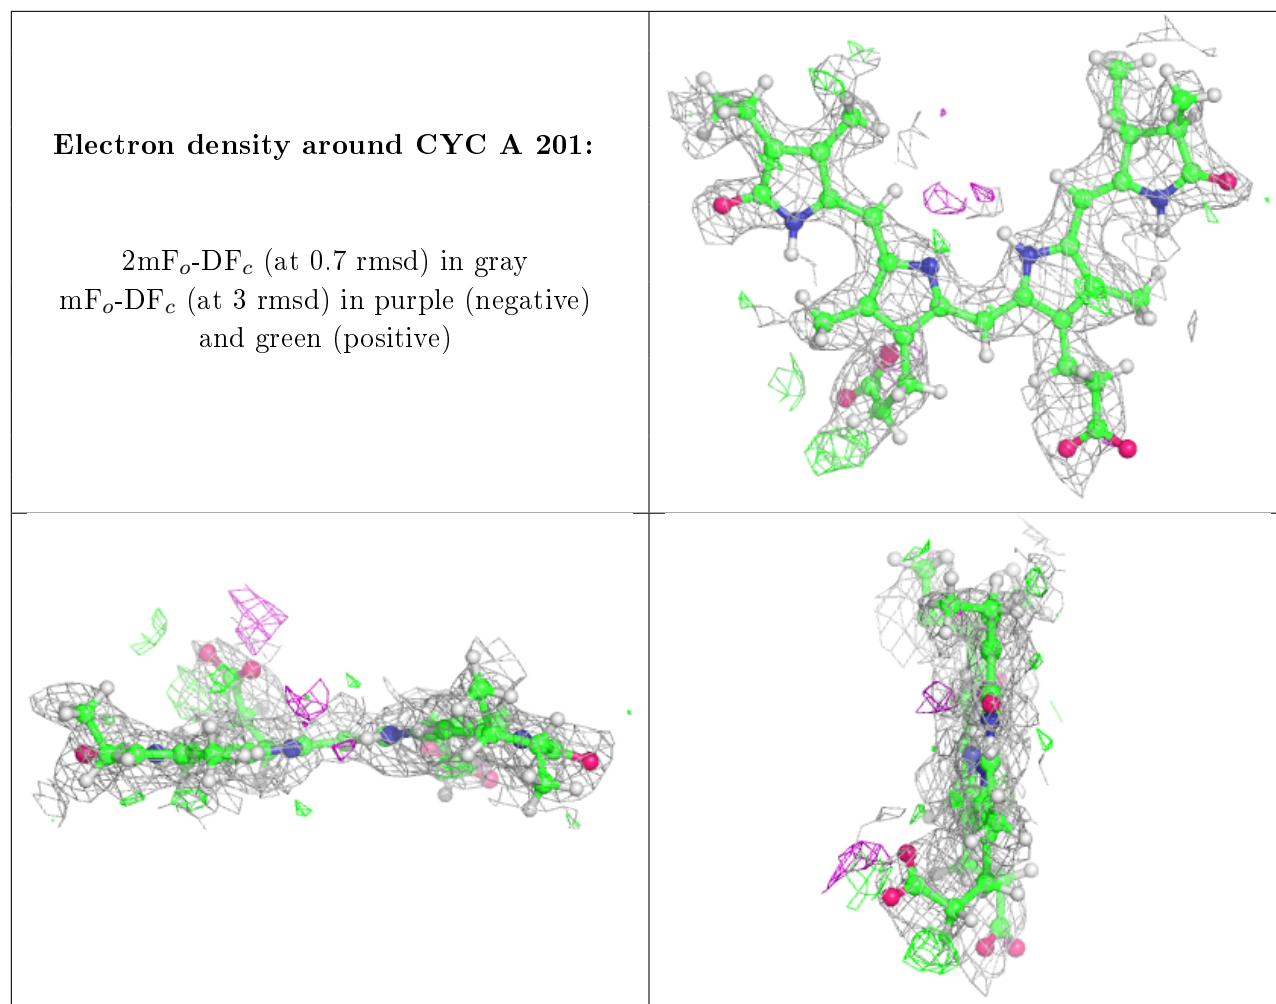 Electron density around CYC A 201:
2mFo-DFc (at 0.7 rmsd) in gray
mFo-DFc (at 3 rmsd) in purple (negative)
and green (positive)